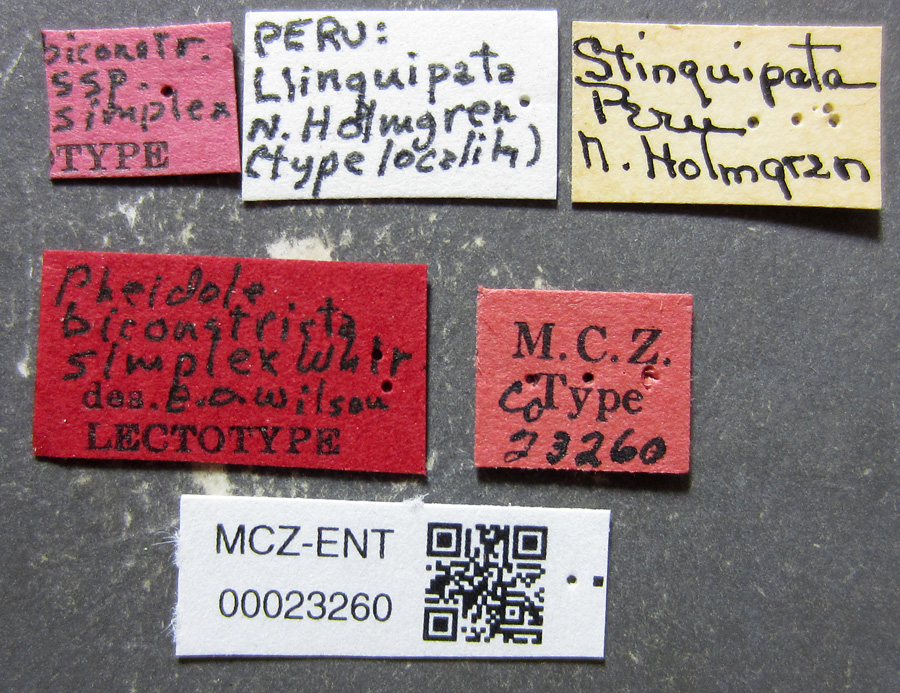 biconstr.
ssp.
simplex
OTYPE
PERU:
Llinquipata
N. Holmgren.
(type locality)
Stinquipata
Peru
N. Holmgren
Pheidole
biconstricta
simplex Whlr
des. E.O. Wilson
LECTOTYPE
M.C.Z.
CoType
23260
MCZ-ENT
00023260